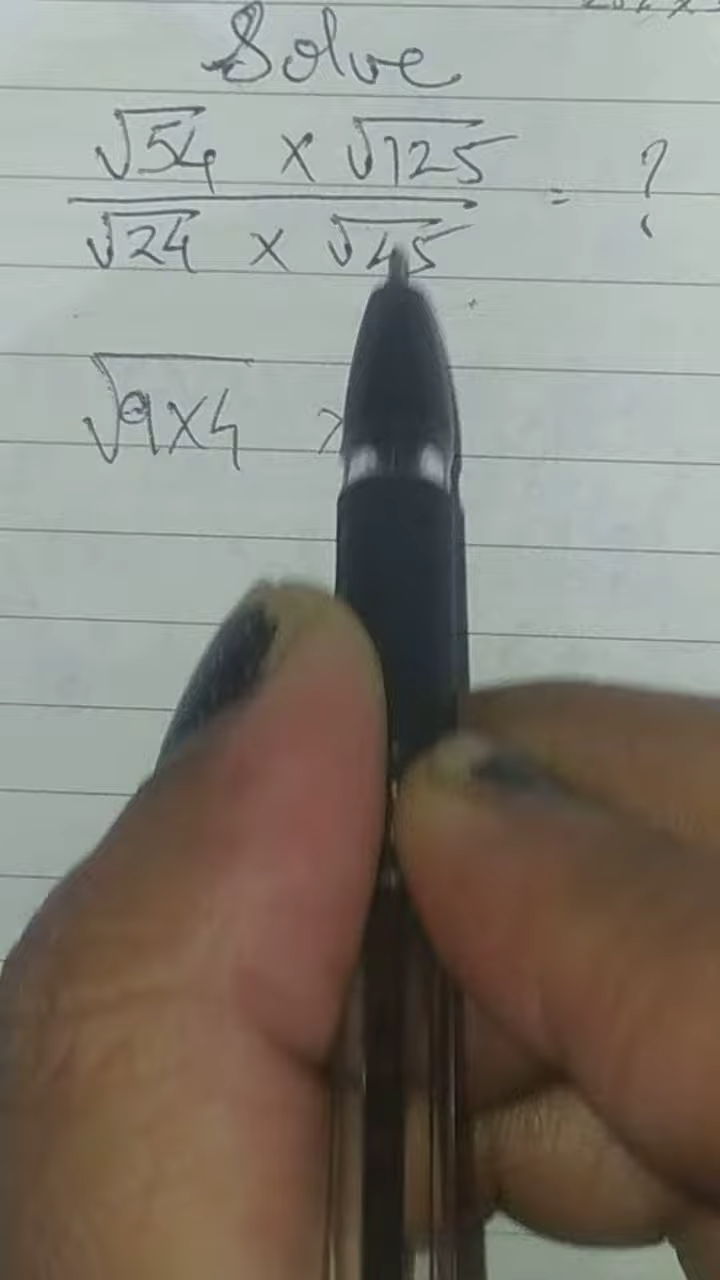 Solve
√54 × √125
= ?
√24 × √45
√9×4 ×